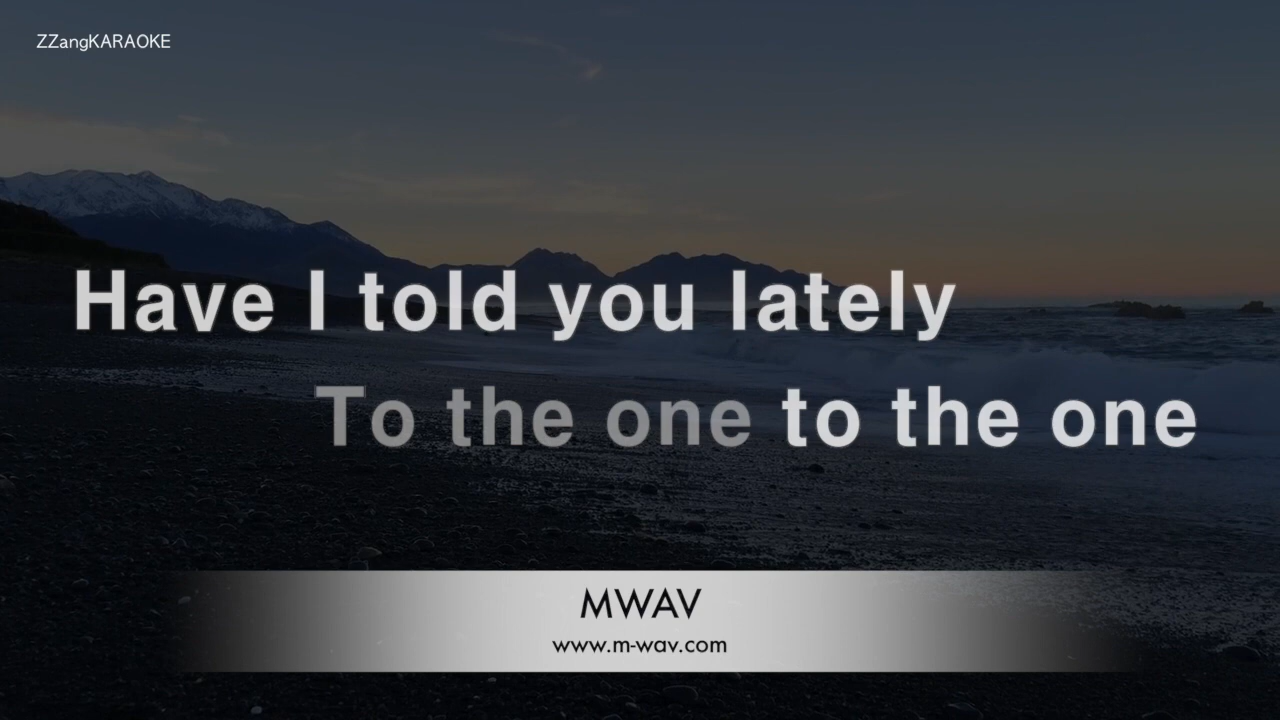 ZZangKARAOKE
Have I told you lately
To the one to the one
MWAV
www.m-wav.com